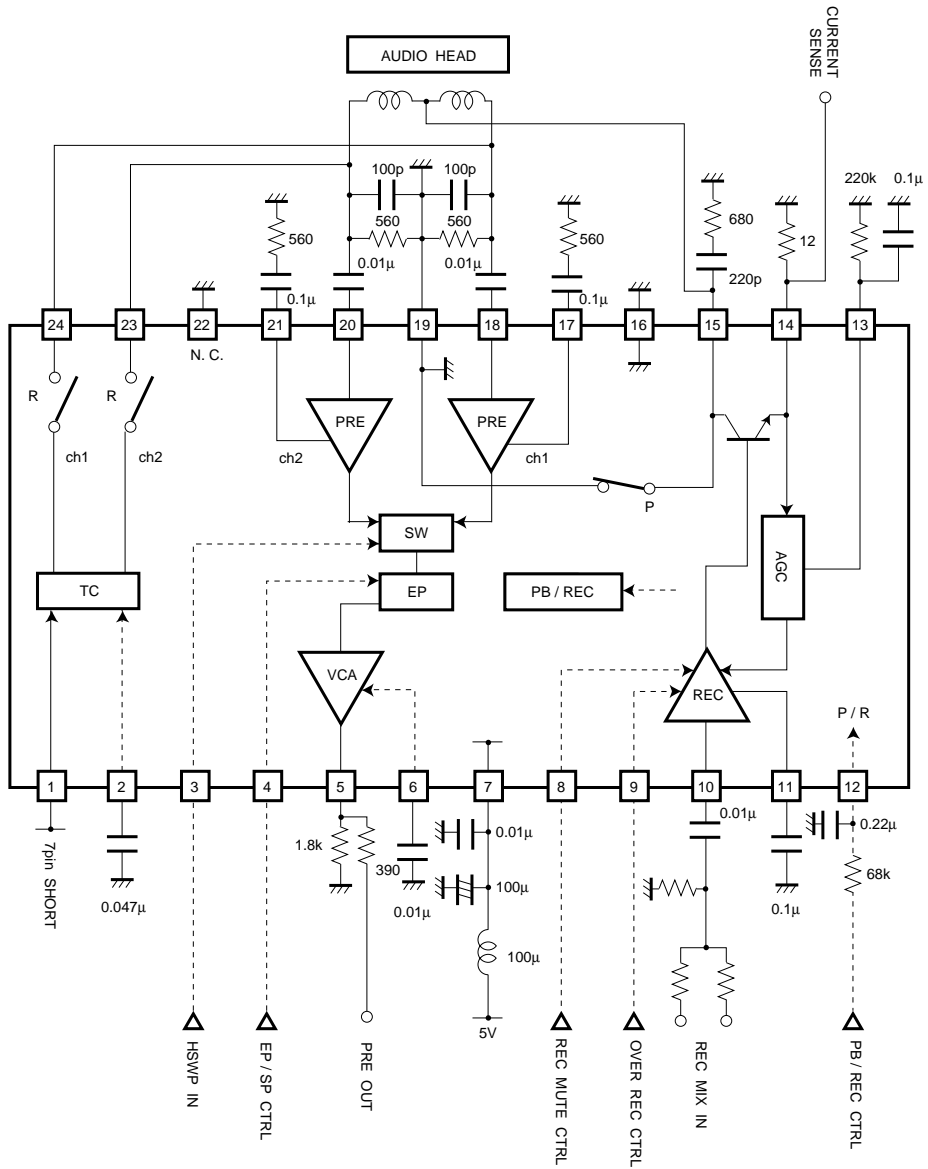 AUDIO HEAD
CURRENT
SENSE
100p
100p
560
560
560
560
680
12
220k
0.1μ
0.01μ
0.01μ
0.1μ
0.1μ
220p
24
23
22
21
20
19
18
17
16
15
14
13
N. C.
R
R
PRE
PRE
ch1
ch2
ch2
ch1
P
SW
TC
EP
PB / REC
AGC
VCA
REC
P / R
1
2
3
4
5
6
7
8
9
10
11
12
7pin SHORT
0.047μ
1.8k
390
0.01μ
0.01μ
100μ
100μ
5V
0.01μ
0.1μ
0.22μ
68k
HSWP IN
EP / SP CTRL
PRE OUT
REC MUTE CTRL
OVER REC CTRL
REC MIX IN
PB / REC CTRL